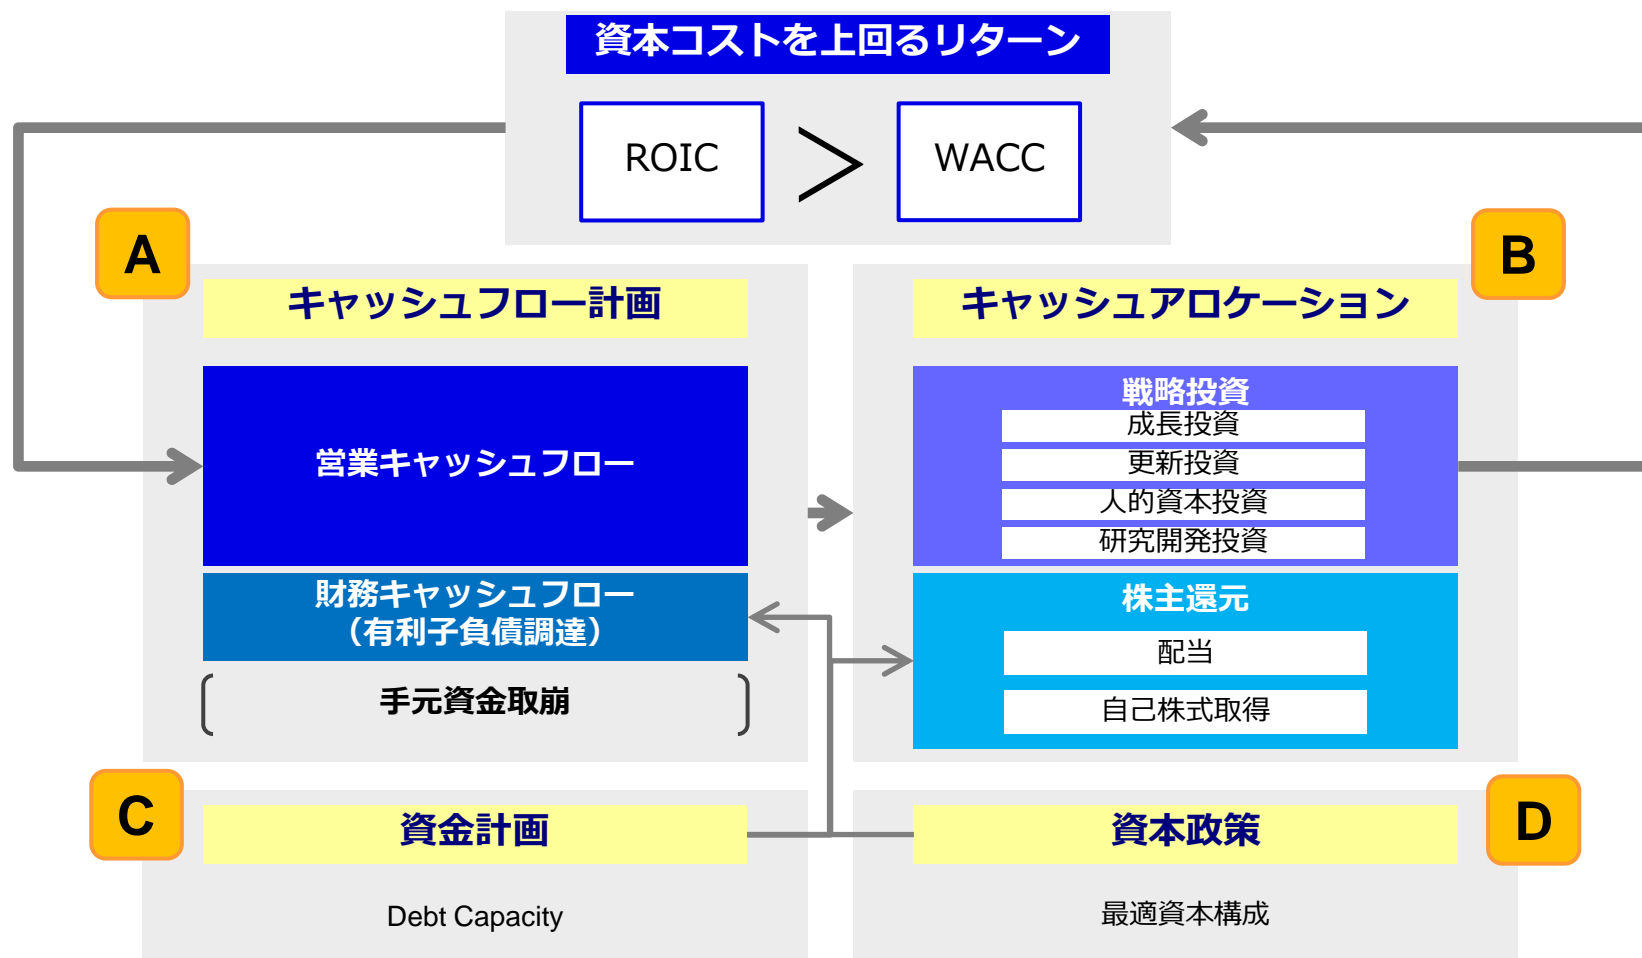 資本コストを上回るリターン
ROIC
>
WACC
A
キャッシュフロー計画
営業キャッシュフロー
財務キャッシュフロー
（有利子負債調達）
手元資金取崩
B
キャッシュアロケーション
戦略投資
成長投資
更新投資
人的資本投資
研究開発投資
株主還元
配当
自己株式取得
C
資金計画
Debt Capacity
D
資本政策
最適資本構成